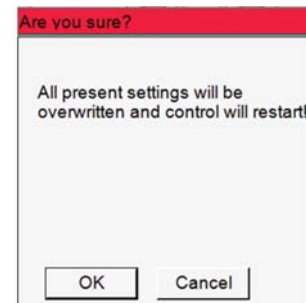 Are you sure?
All present settings will be
overwritten and control will restart!
OK
Cancel